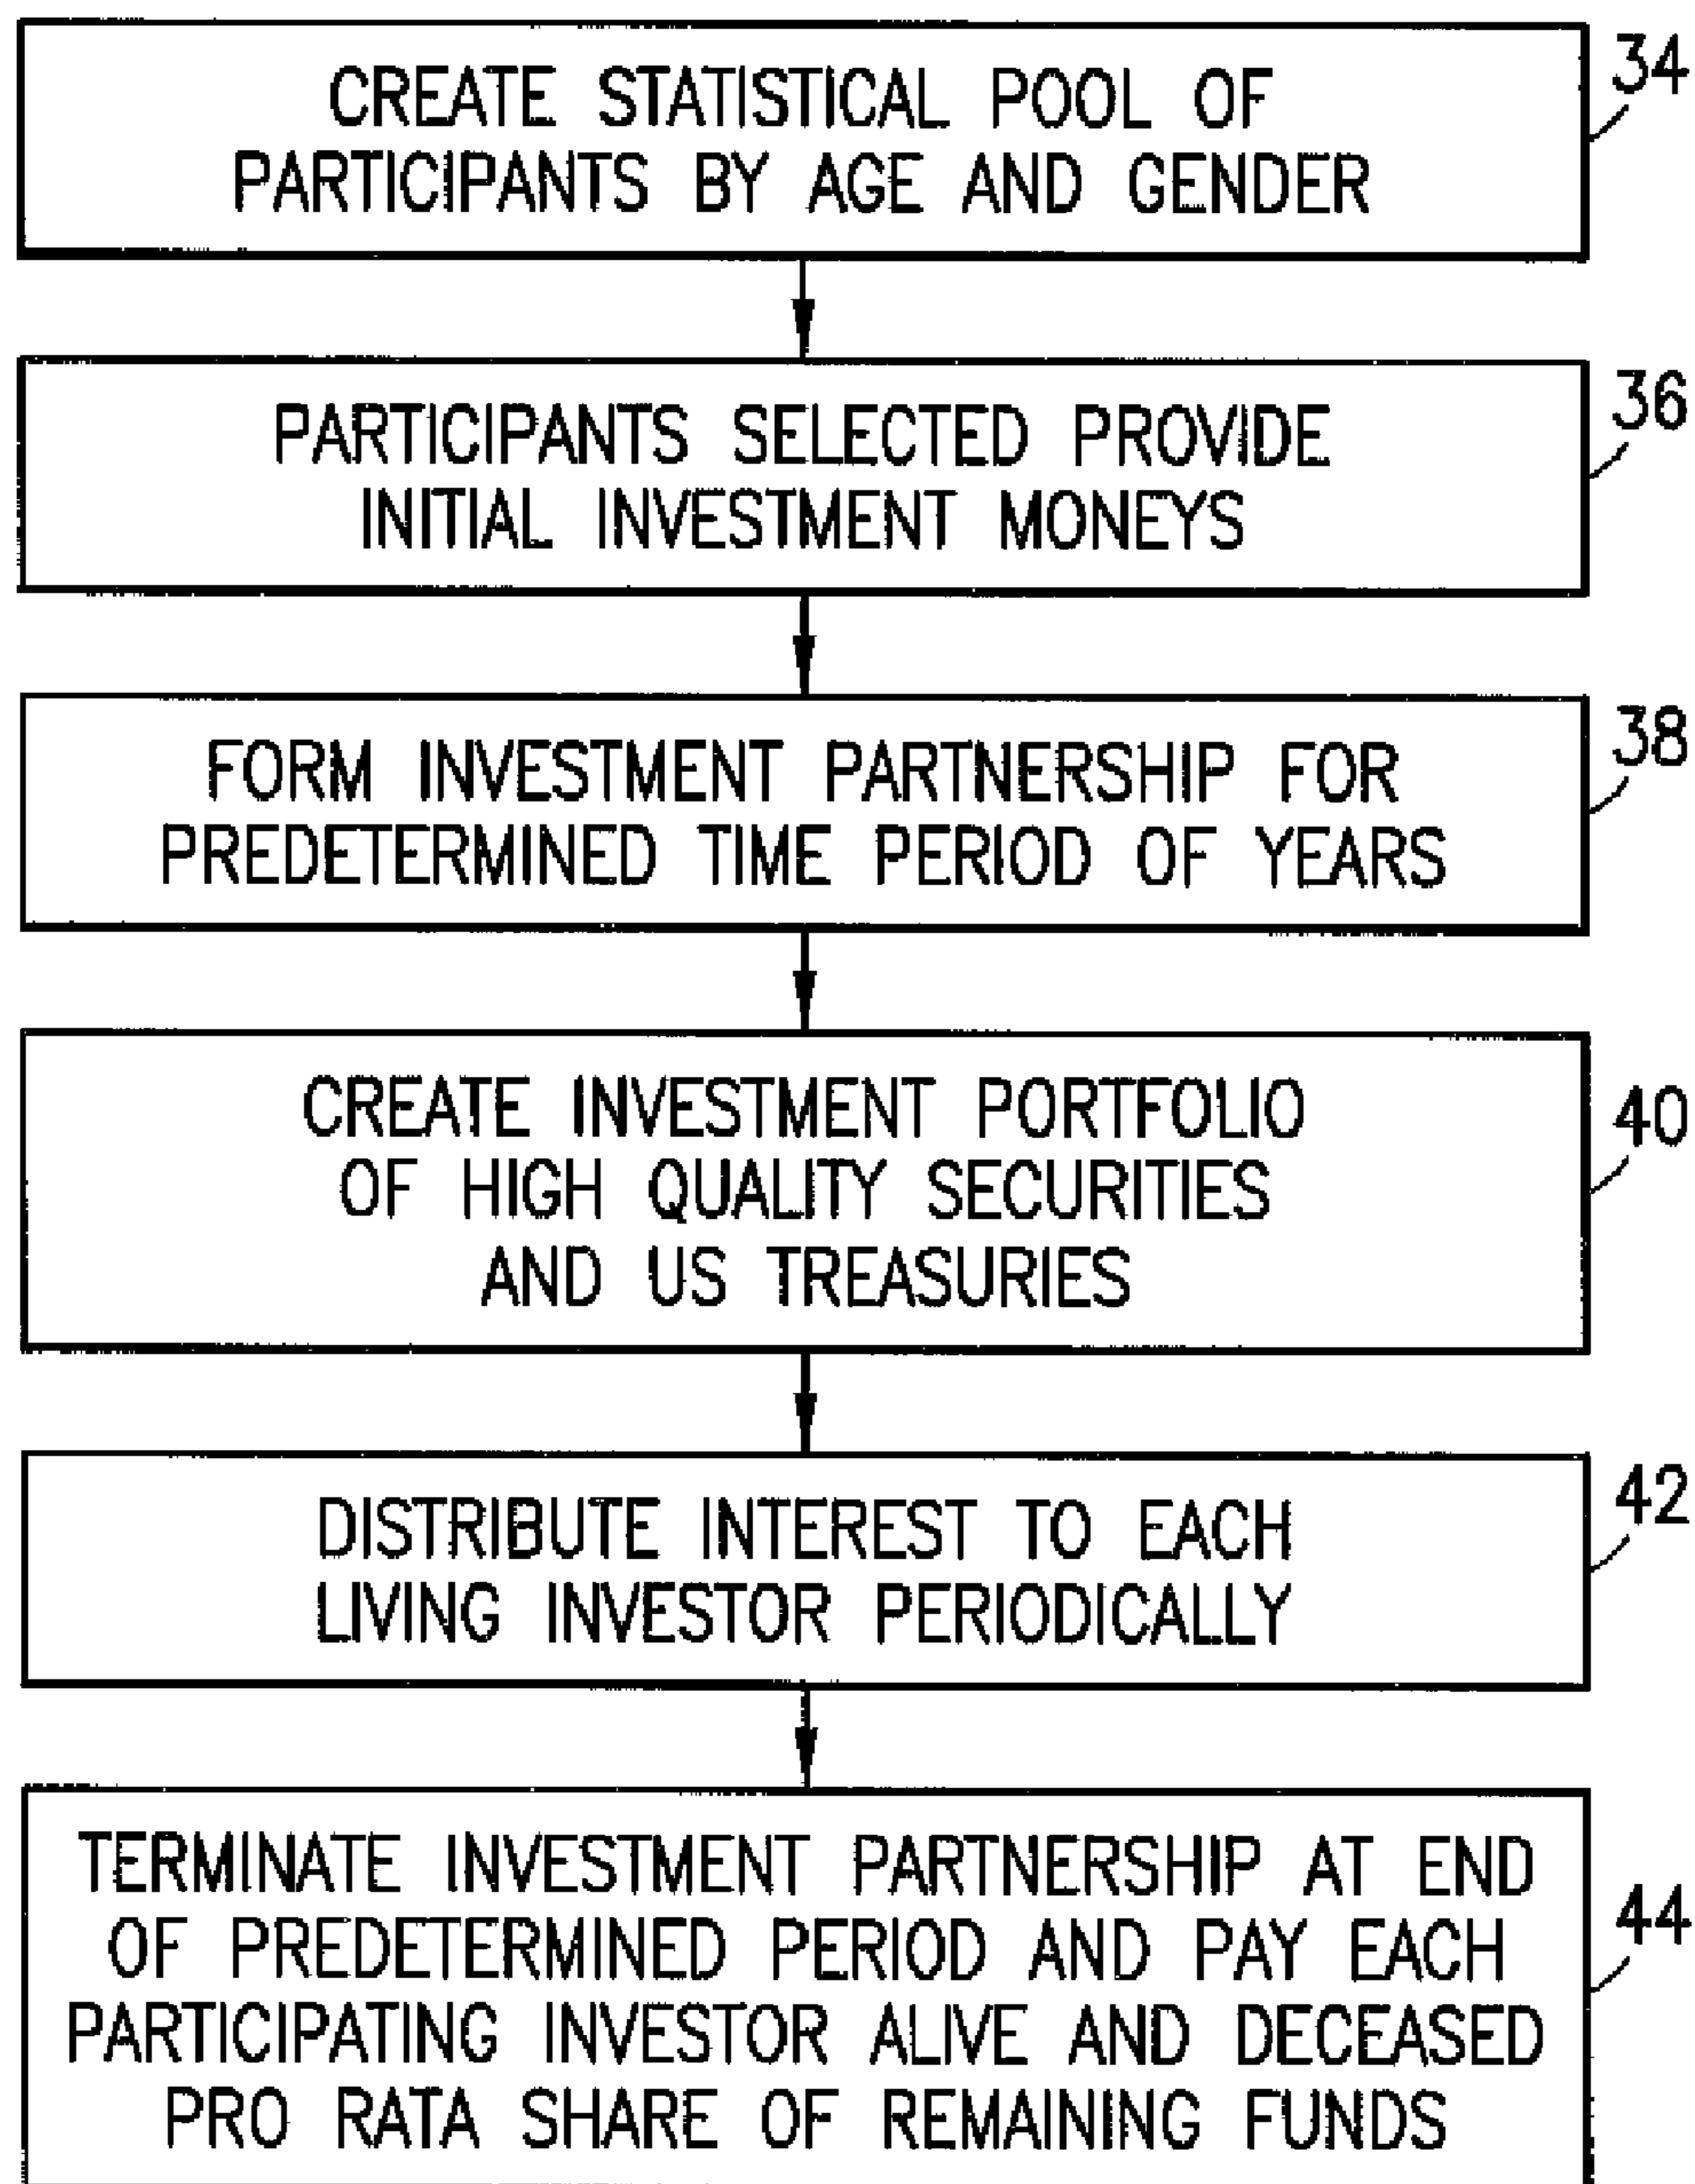 CREATE STATISTICAL POOL OF
PARTICIPANTS BY AGE AND GENDER
34
PARTICIPANTS SELECTED PROVIDE
INITIAL INVESTMENT MONEYS
36
FORM INVESTMENT PARTNERSHIP FOR
PREDETERMINED TIME PERIOD OF YEARS
38
CREATE INVESTMENT PORTFOLIO
OF HIGH QUALITY SECURITIES
AND US TREASURIES
40
DISTRIBUTE INTEREST TO EACH
LIVING INVESTOR PERIODICALLY
42
TERMINATE INVESTMENT PARTNERSHIP AT END
OF PREDETERMINED PERIOD AND PAY EACH
PARTICIPATING INVESTOR ALIVE AND DECEASED
PRO RATA SHARE OF REMAINING FUNDS
44